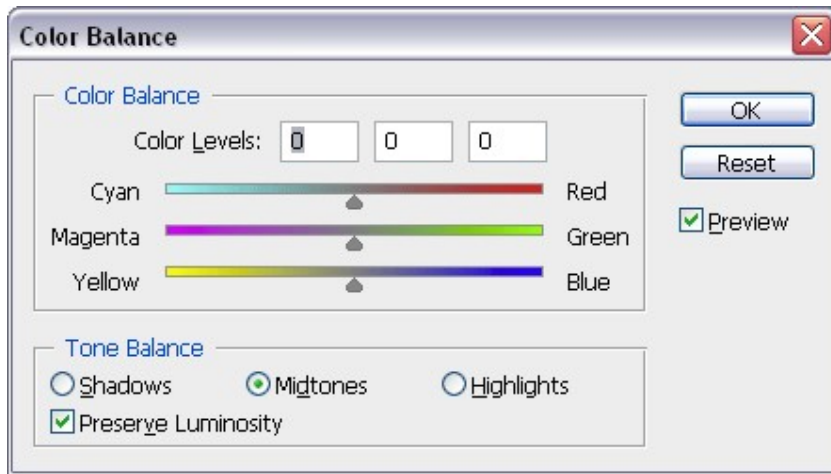 Color Balance
Color Balance
Color Levels: 0 0 0
Cyan Red
Magenta Green
Yellow Blue
Tone Balance
Shadows Midtones Highlights
Preserve Luminosity
OK
Reset
Preview